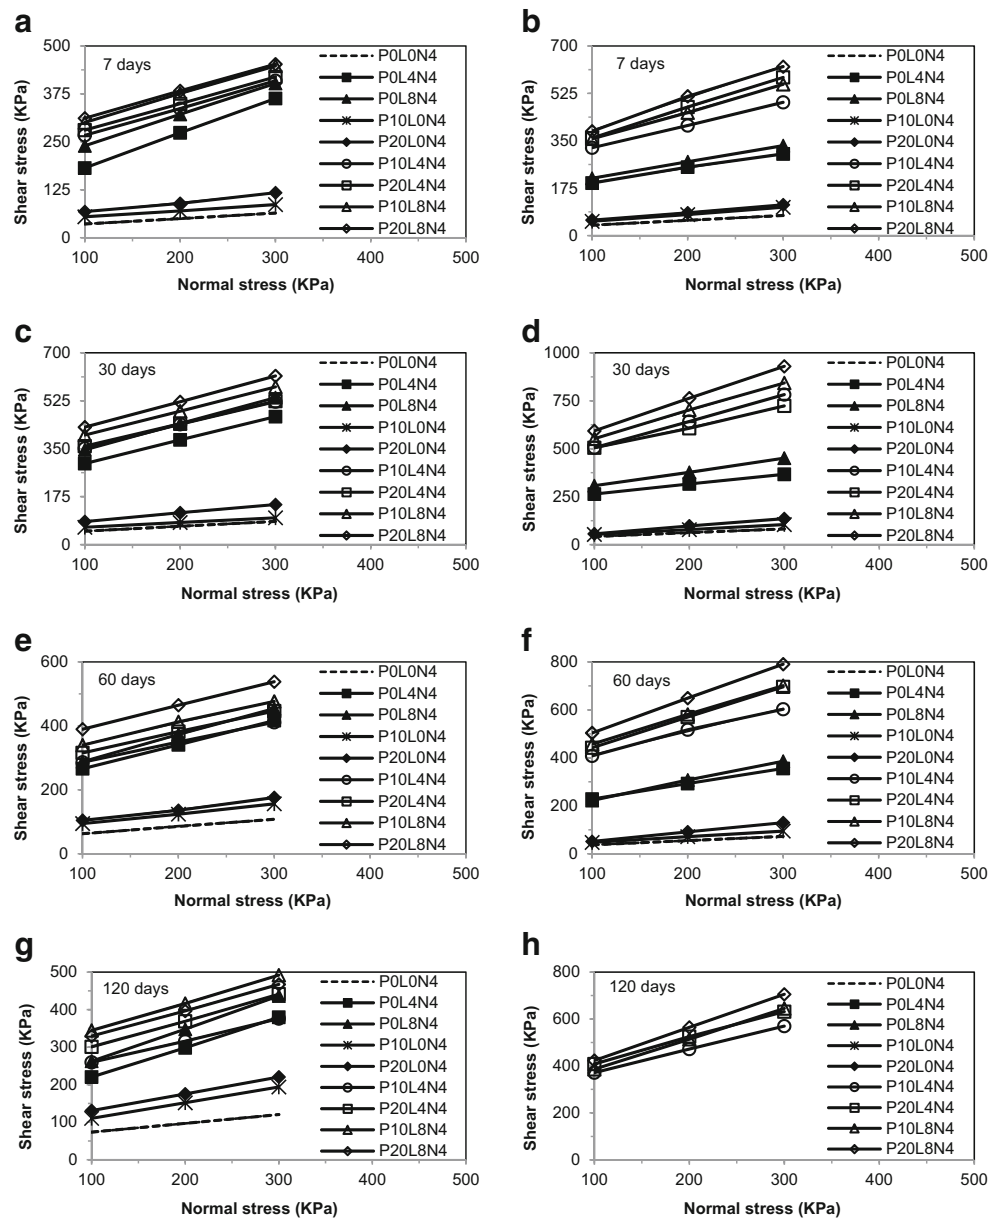 a
500
375
250
125
0
Shear stress (KPa)
7 days
P0L0N4
P0L4N4
P0L8N4
P10L0N4
P20L0N4
P10L4N4
P20L4N4
P10L8N4
P20L8N4
100 200 300 400 500
Normal stress (KPa)
b
700
525
350
175
0
Shear stress (KPa)
7 days
P0L0N4
P0L4N4
P0L8N4
P10L0N4
P20L0N4
P10L4N4
P20L4N4
P10L8N4
P20L8N4
100 200 300 400 500
Normal stress (KPa)
c
700
525
350
175
0
Shear stress (KPa)
30 days
P0L0N4
P0L4N4
P0L8N4
P10L0N4
P20L0N4
P10L4N4
P20L4N4
P10L8N4
P20L8N4
100 200 300 400 500
Normal stress (KPa)
d
1000
750
500
250
0
Shear stress (KPa)
30 days
P0L0N4
P0L4N4
P0L8N4
P10L0N4
P20L0N4
P10L4N4
P20L4N4
P10L8N4
P20L8N4
100 200 300 400 500
Normal stress (KPa)
e
600
400
200
0
Shear stress (KPa)
60 days
P0L0N4
P0L4N4
P0L8N4
P10L0N4
P20L0N4
P10L4N4
P20L4N4
P10L8N4
P20L8N4
100 200 300 400 500
Normal stress (KPa)
f
800
600
400
200
0
Shear stress (KPa)
60 days
P0L0N4
P0L4N4
P0L8N4
P10L0N4
P20L0N4
P10L4N4
P20L4N4
P10L8N4
P20L8N4
100 200 300 400 500
Normal stress (KPa)
g
500
400
300
200
100
0
Shear stress (KPa)
120 days
P0L0N4
P0L4N4
P0L8N4
P10L0N4
P20L0N4
P10L4N4
P20L4N4
P10L8N4
P20L8N4
100 200 300 400 500
Normal stress (KPa)
h
800
600
400
200
0
Shear stress (KPa)
120 days
P0L0N4
P0L4N4
P0L8N4
P10L0N4
P20L0N4
P10L4N4
P20L4N4
P10L8N4
P20L8N4
100 200 300 400 500
Normal stress (KPa)